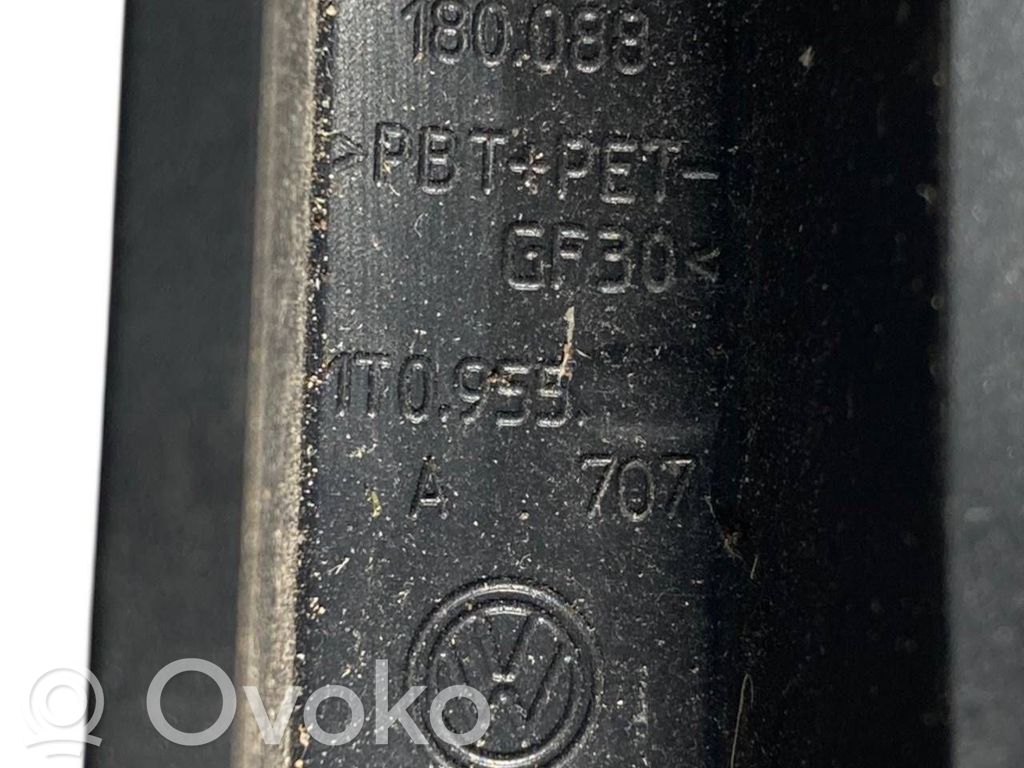 180.088
>PBT+PET-
GF30<
1T0.955.
A 707
Ovoko